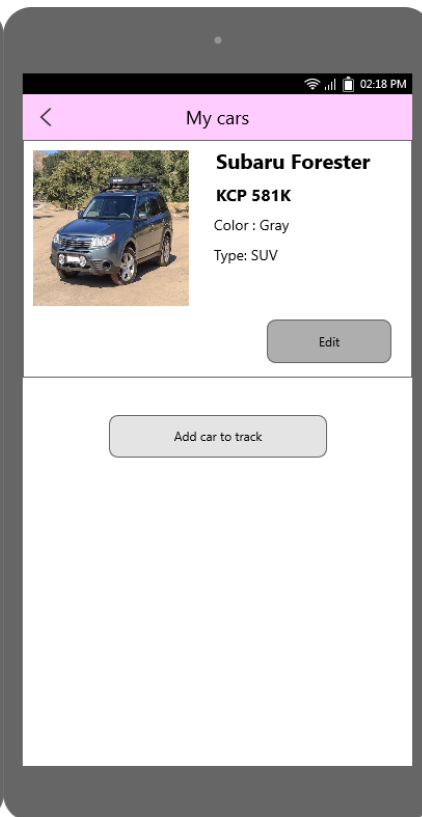 02:18 PM
My cars
Subaru Forester
KCP 581K
Color : Gray
Type: SUV
Edit
Add car to track